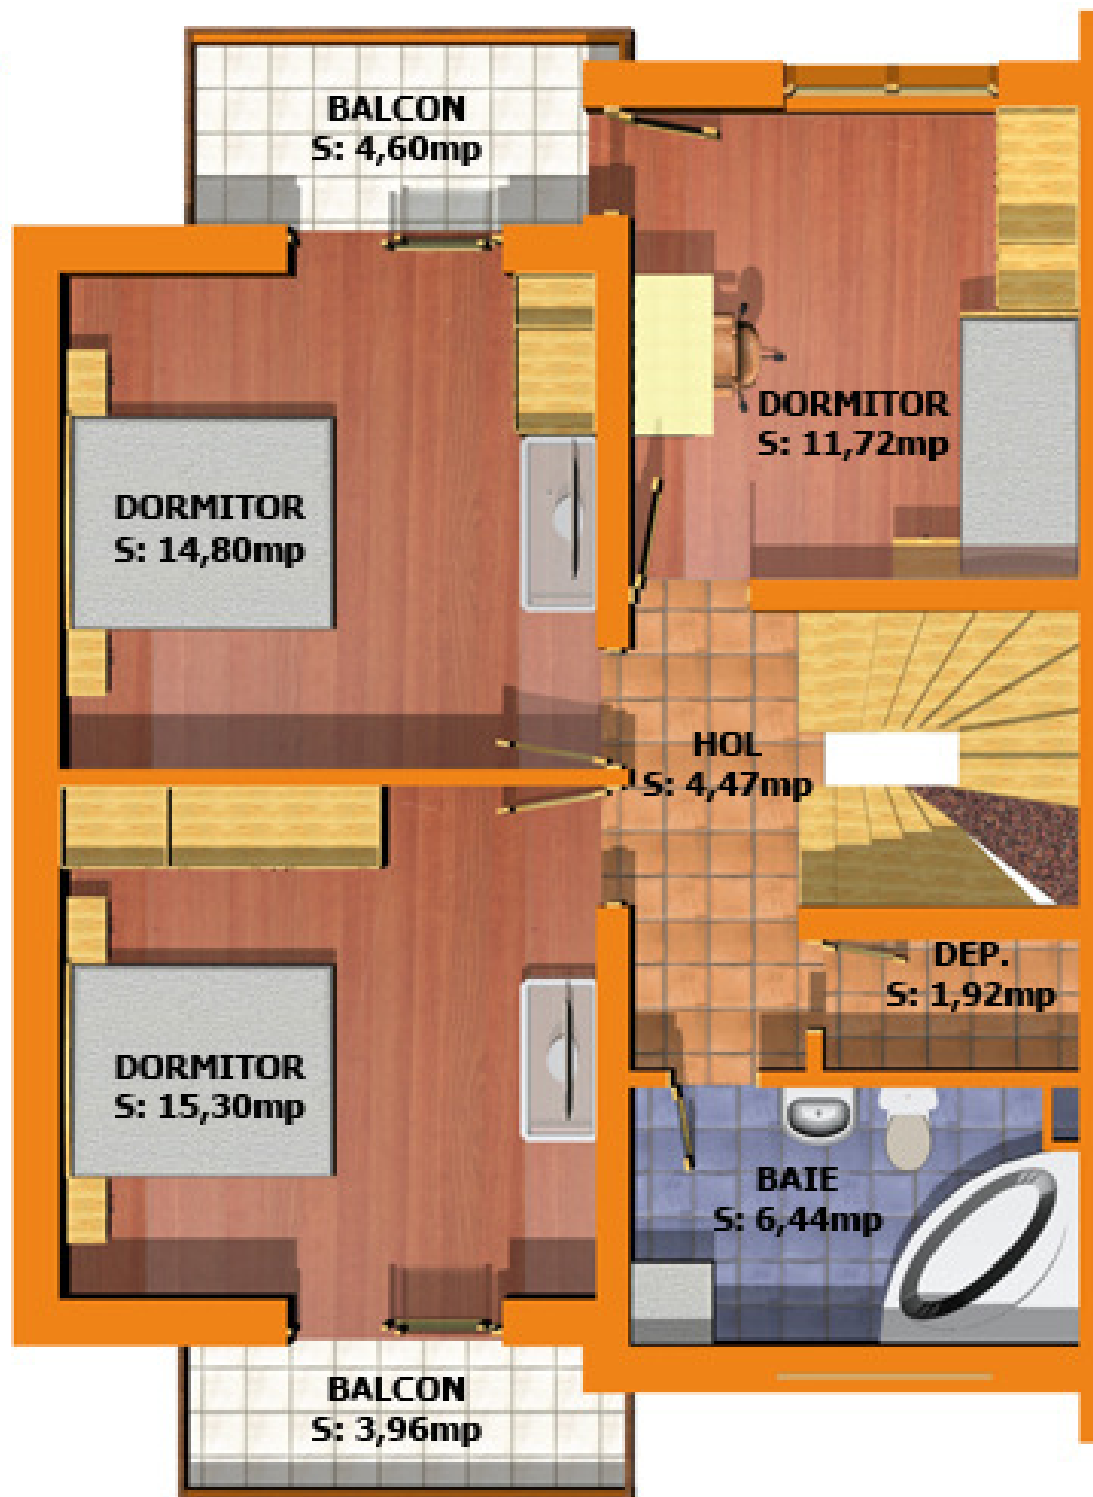 BALCON
S: 4,60mp
DORMITOR
S: 11,72mp
DORMITOR
S: 14,80mp
HOL
S: 4,47mp
DEP.
S: 1,92mp
DORMITOR
S: 15,30mp
BAIE
S: 6,44mp
BALCON
S: 3,96mp